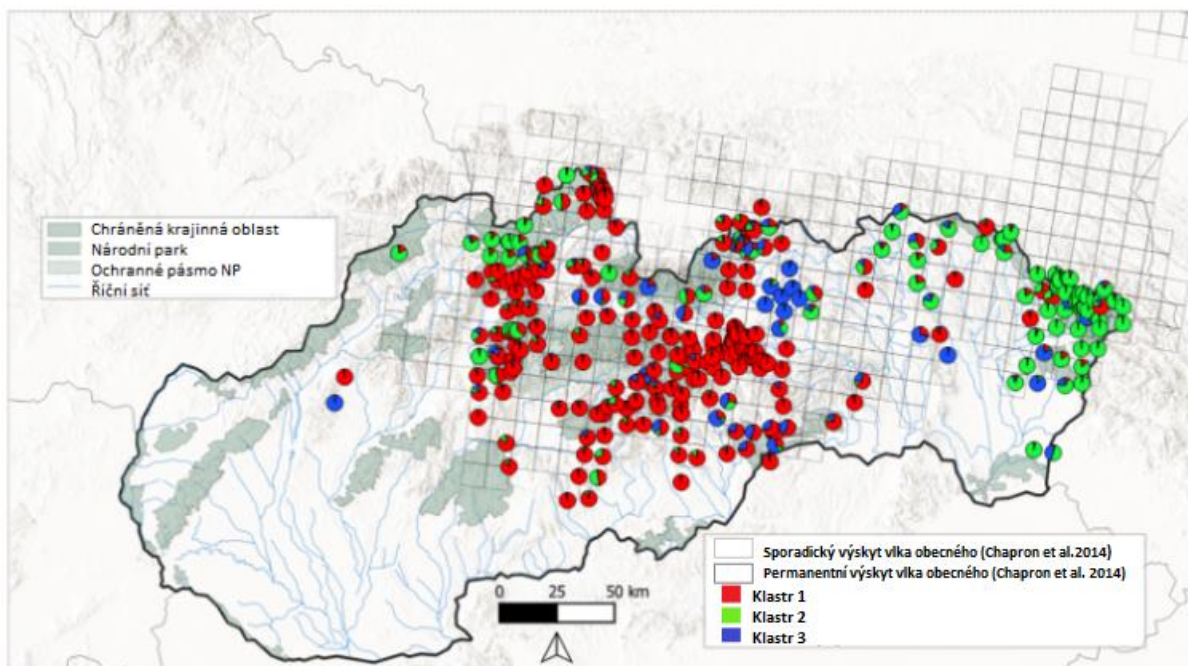 Chráněná krajinná oblast
Národní park
Ochranné pásmo NP
Říční síť
0 25 50 km
Sporadický výskyt vlka obecného (Chapron et al.2014)
Permanentní výskyt vlka obecného (Chapron et al. 2014)
Klastr 1
Klastr 2
Klastr 3